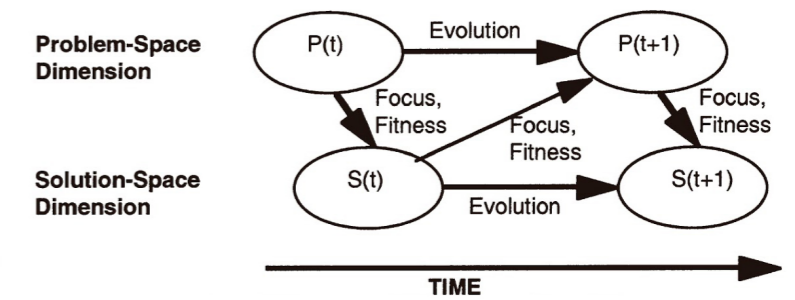 Problem-Space
Dimension
P(t)
Evolution
P(t+1)
Focus,
Fitness
Focus,
Fitness
Focus,
Fitness
Solution-Space
Dimension
S(t)
Evolution
S(t+1)
TIME